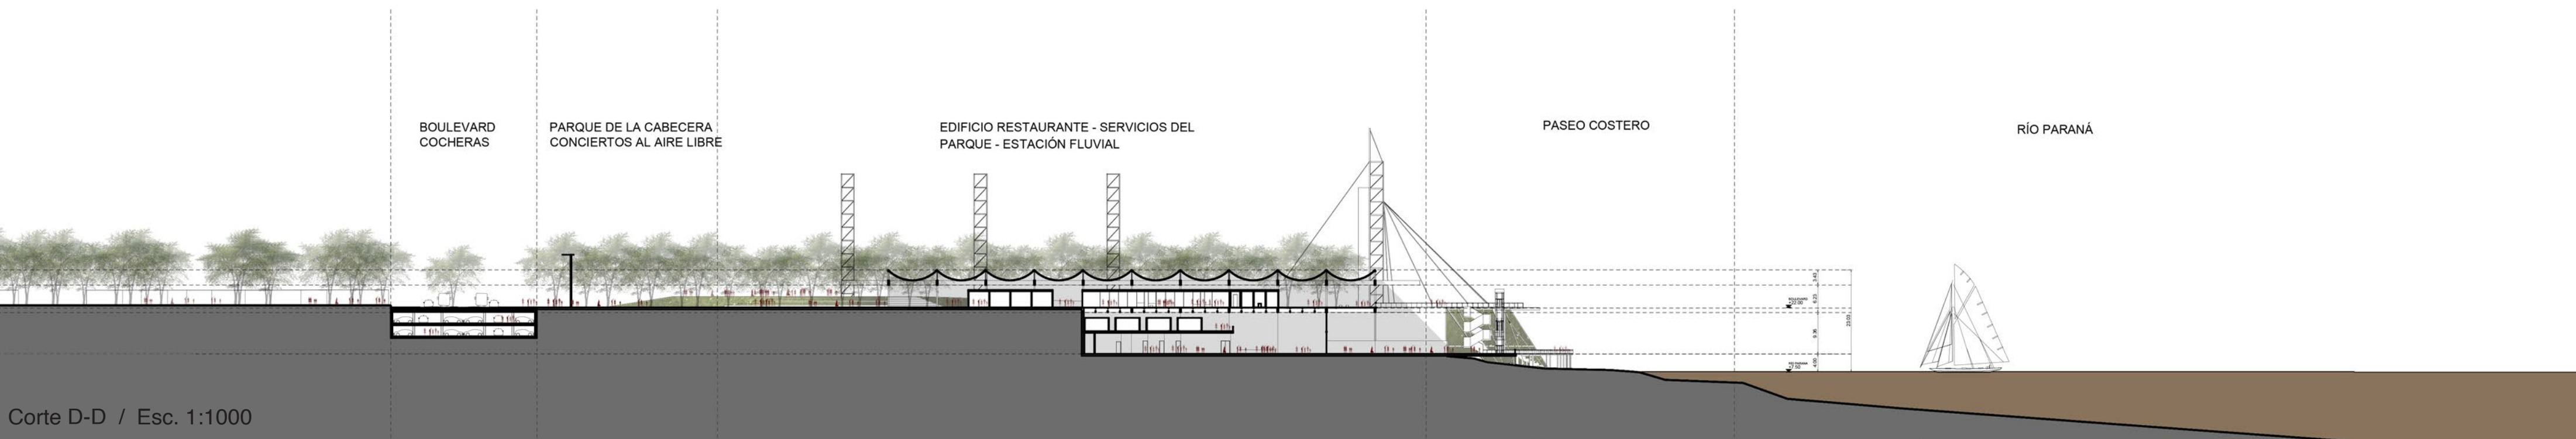 BOULEVARD
COCHERAS
PARQUE DE LA CABECERA
CONCIERTOS AL AIRE LIBRE
EDIFICIO RESTAURANTE - SERVICIOS DEL
PARQUE - ESTACIÓN FLUVIAL
PASEO COSTERO
RÍO PARANÁ
Corte D-D / Esc. 1:1000